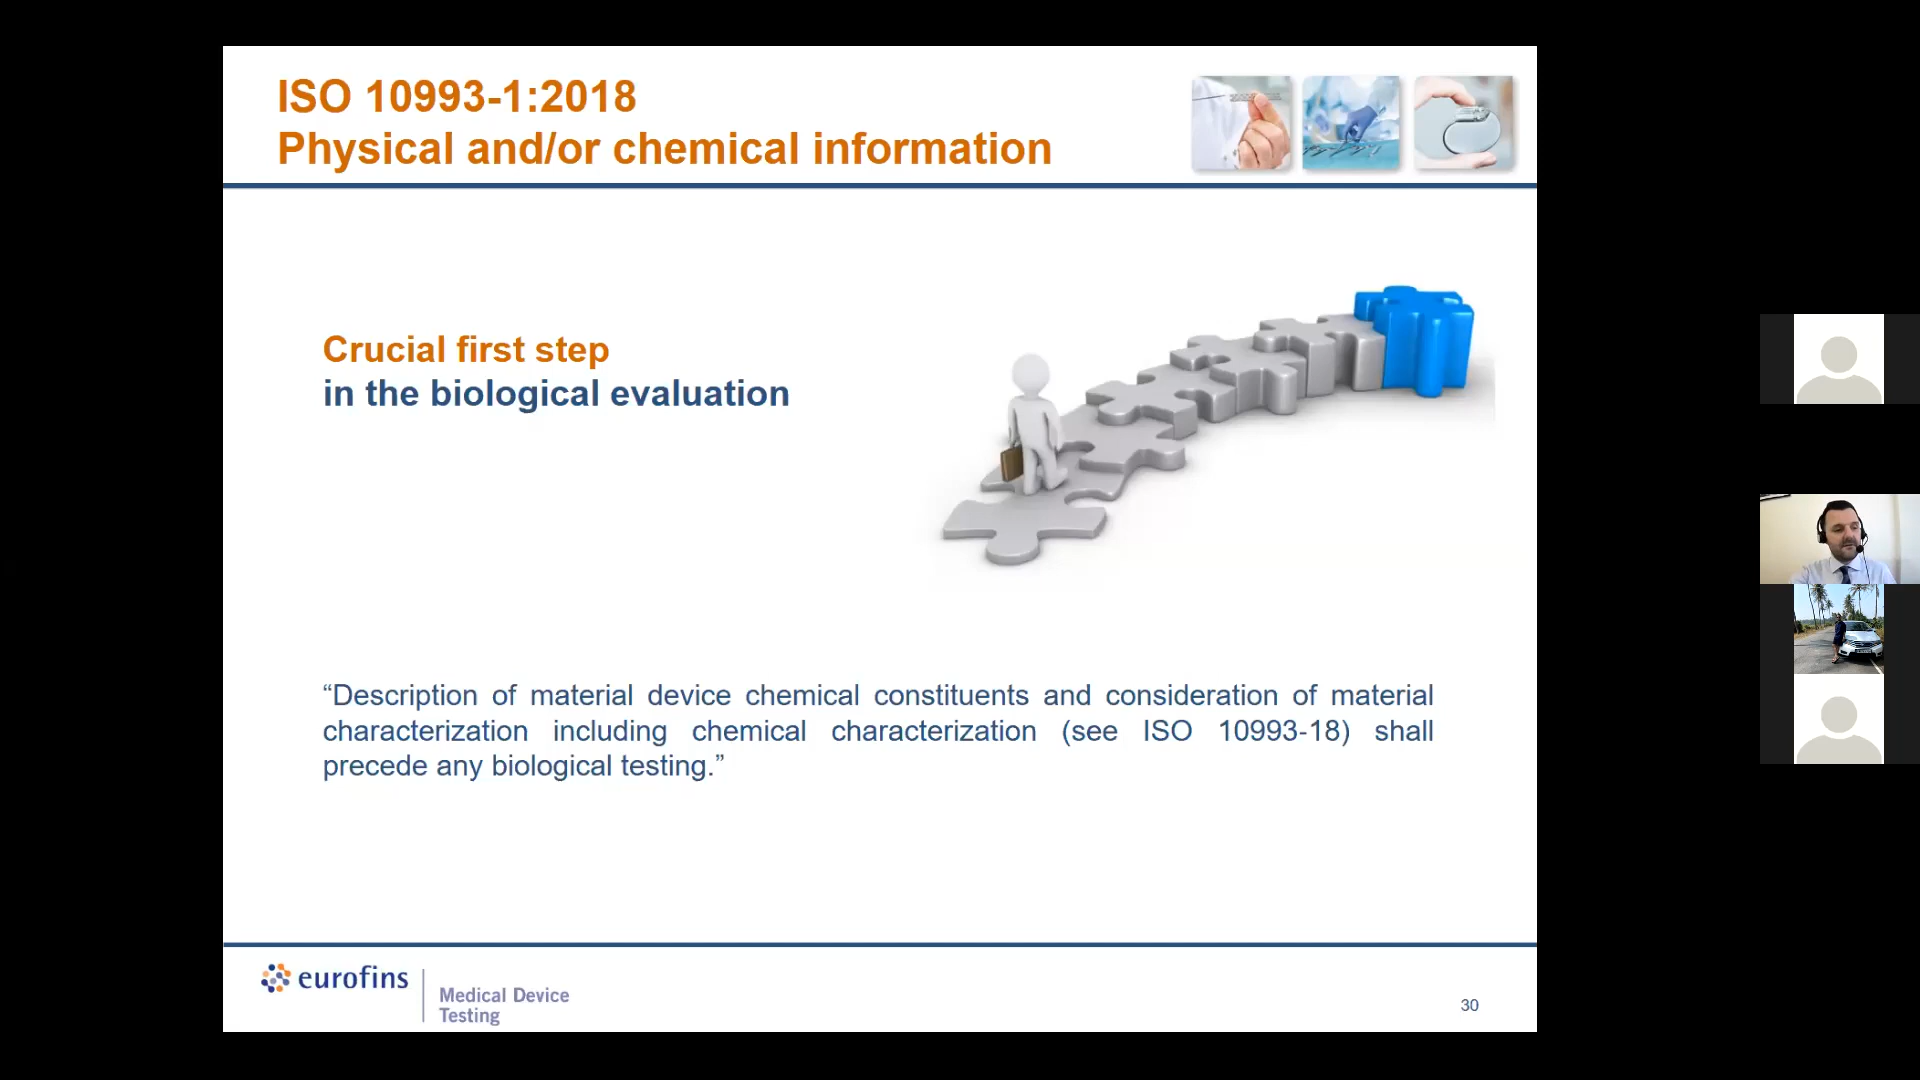 ISO 10993-1:2018
Physical and/or chemical information
Crucial first step
in the biological evaluation
“Description of material device chemical constituents and consideration of material
characterization including chemical characterization (see ISO 10993-18) shall
precede any biological testing.”
eurofins
Medical Device
Testing
30